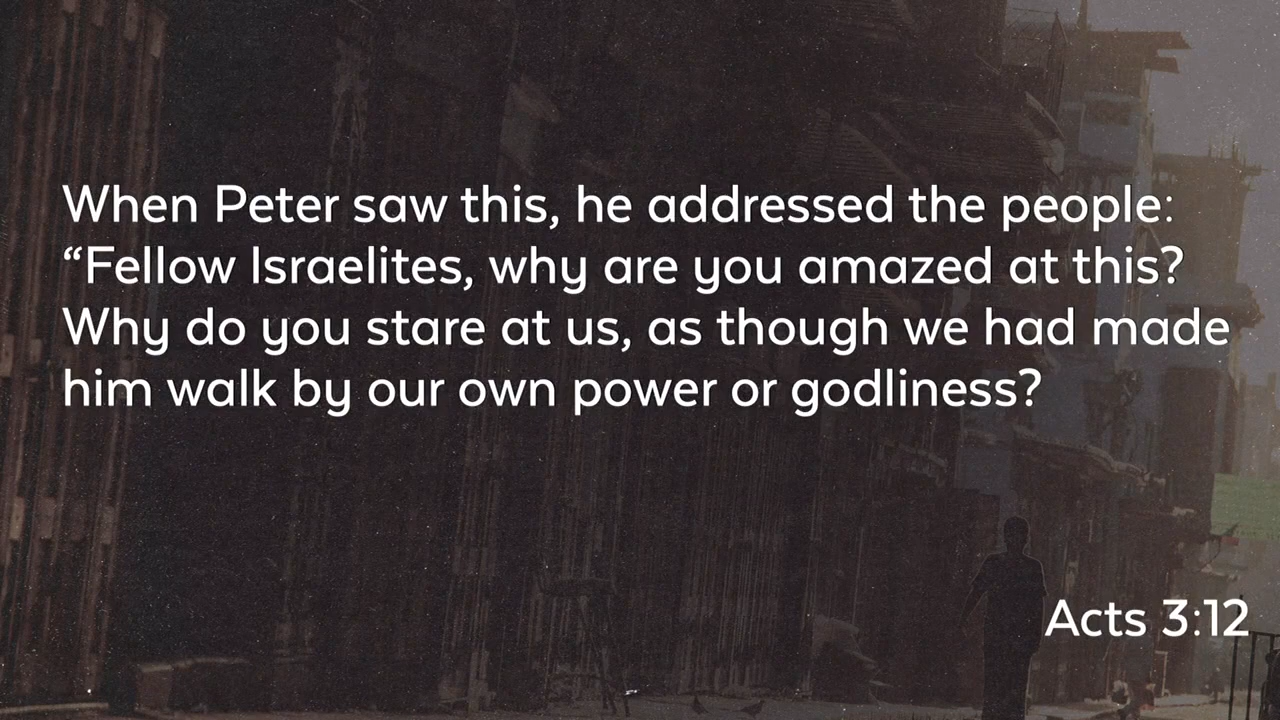 When Peter saw this, he addressed the people:
“Fellow Israelites, why are you amazed at this?
Why do you stare at us, as though we had made
him walk by our own power or godliness?
Acts 3:12